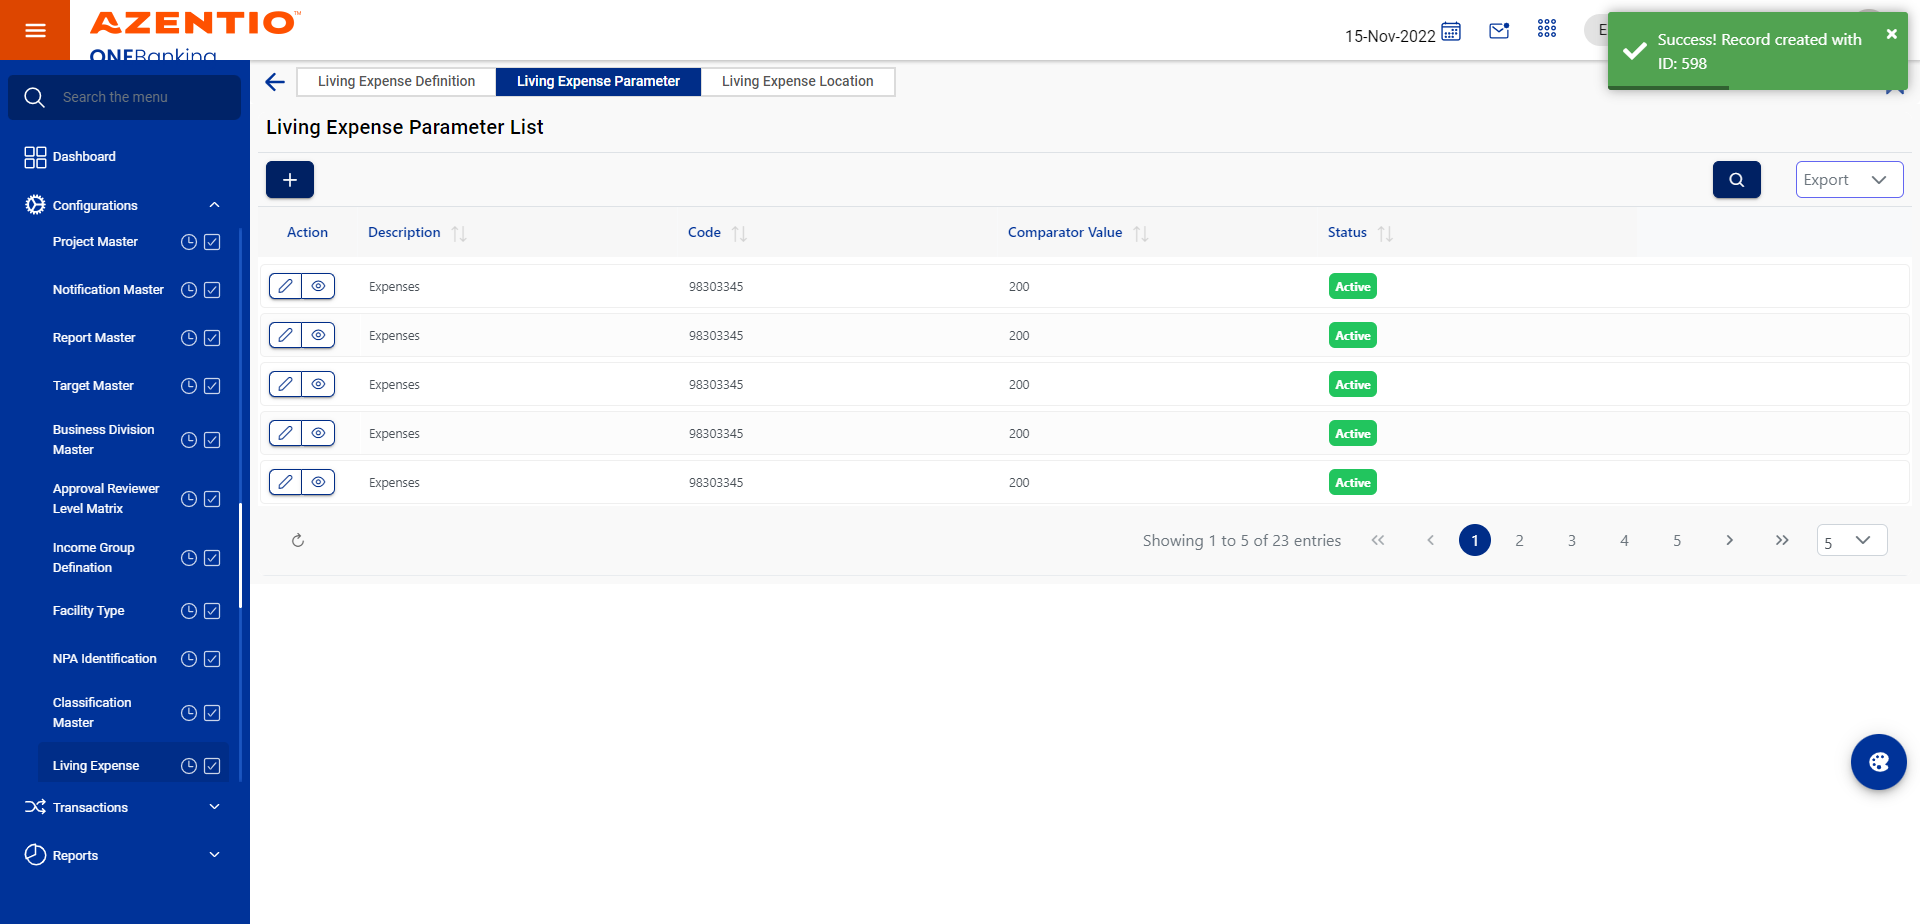 AZENTIO™
ONEBanking
15-Nov-2022
E
Success! Record created with
ID: 598
Search the menu
Dashboard
Configurations
Project Master
Notification Master
Report Master
Target Master
Business Division
Master
Approval Reviewer
Level Matrix
Income Group
Defination
Facility Type
NPA Identification
Classification
Master
Living Expense
Transactions
Reports
Living Expense Definition
Living Expense Parameter
Living Expense Location
Living Expense Parameter List
Export
Action Description Code Comparator Value Status
Expenses 98303345 200 Active
Expenses 98303345 200 Active
Expenses 98303345 200 Active
Expenses 98303345 200 Active
Expenses 98303345 200 Active
Showing 1 to 5 of 23 entries 1 2 3 4 5 5